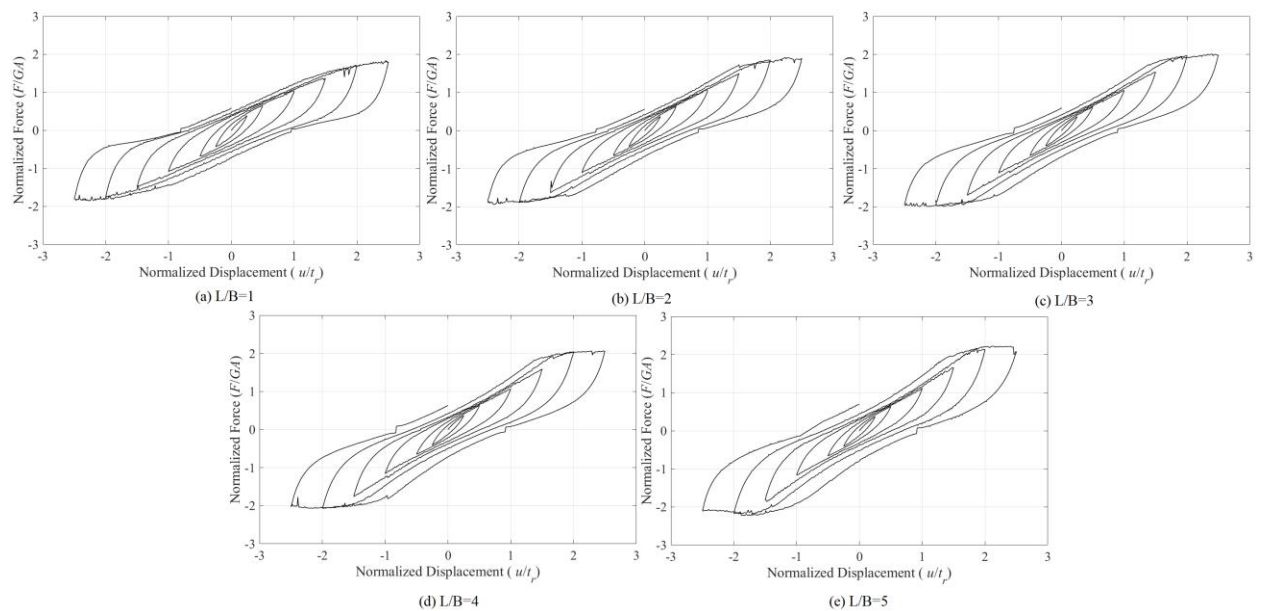 3
2
1
0
-1
-2
-3
-3 -2 -1 0 1 2 3
Normalized Force (F/GA)
Normalized Displacement ( u/tr)
(a) L/B=1
3
2
1
0
-1
-2
-3
-3 -2 -1 0 1 2 3
Normalized Force (F/GA)
Normalized Displacement ( u/tr)
(b) L/B=2
3
2
1
0
-1
-2
-3
-3 -2 -1 0 1 2 3
Normalized Force (F/GA)
Normalized Displacement ( u/tr)
(c) L/B=3
3
2
1
0
-1
-2
-3
-3 -2 -1 0 1 2 3
Normalized Force (F/GA)
Normalized Displacement ( u/tr)
(d) L/B=4
3
2
1
0
-1
-2
-3
-3 -2 -1 0 1 2 3
Normalized Force (F/GA)
Normalized Displacement ( u/tr)
(e) L/B=5